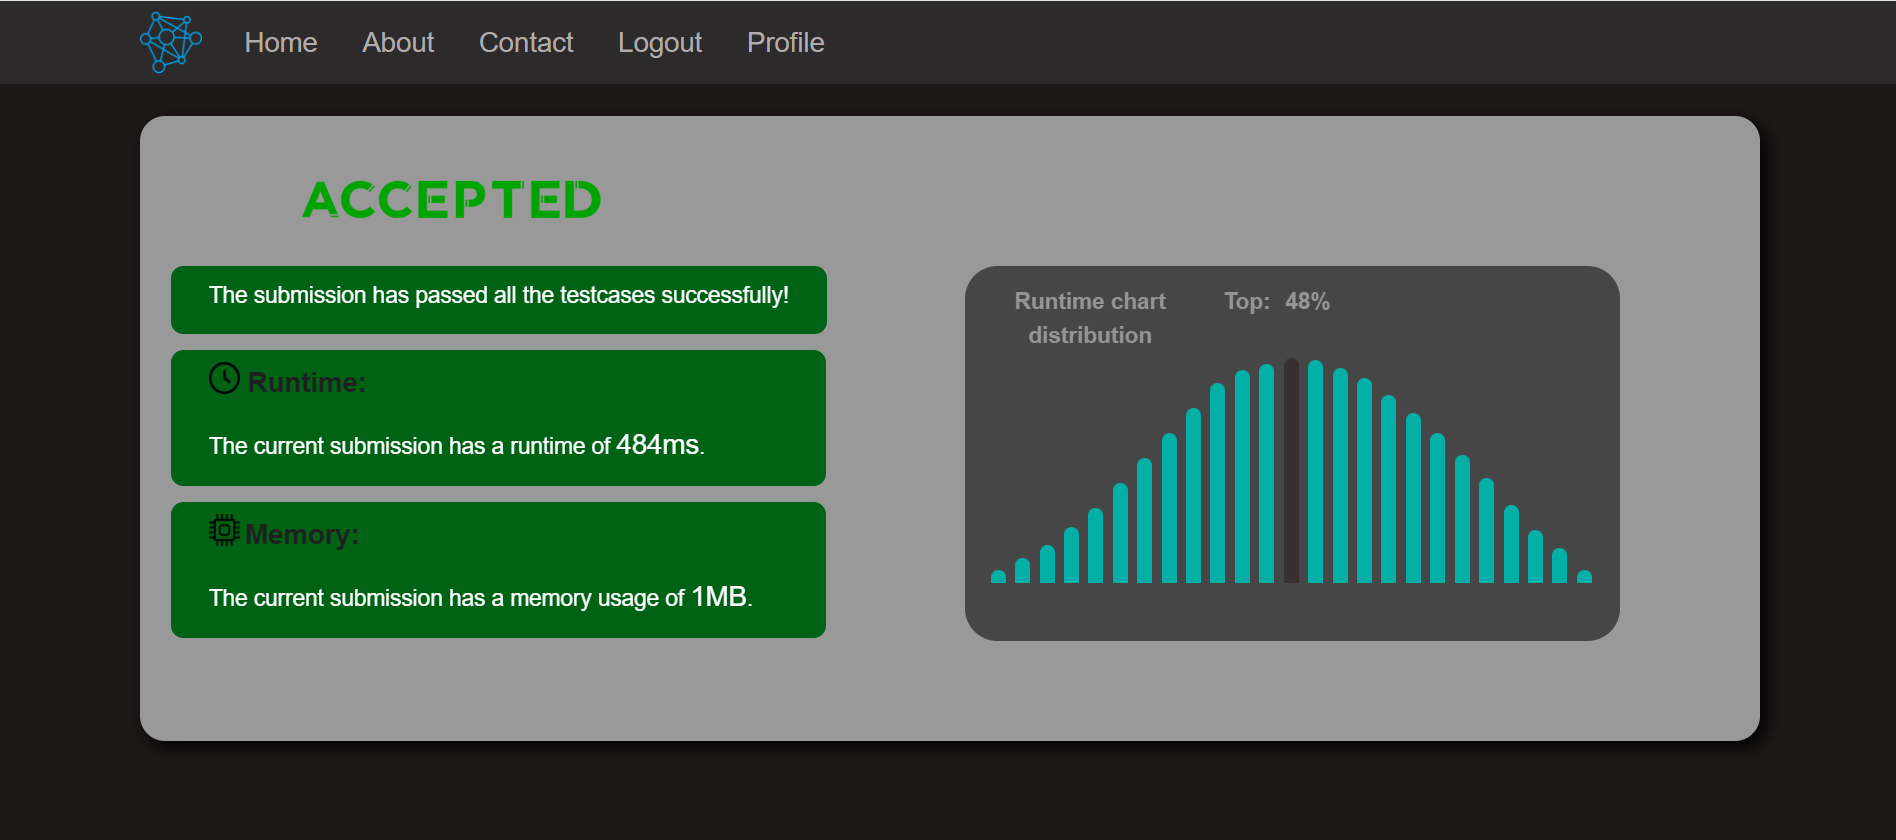 Home About Contact Logout Profile
ACCEPTED
The submission has passed all the testcases successfully!
Runtime:
The current submission has a runtime of 484ms.
Memory:
The current submission has a memory usage of 1MB.
Runtime chart
distribution
Top: 48%